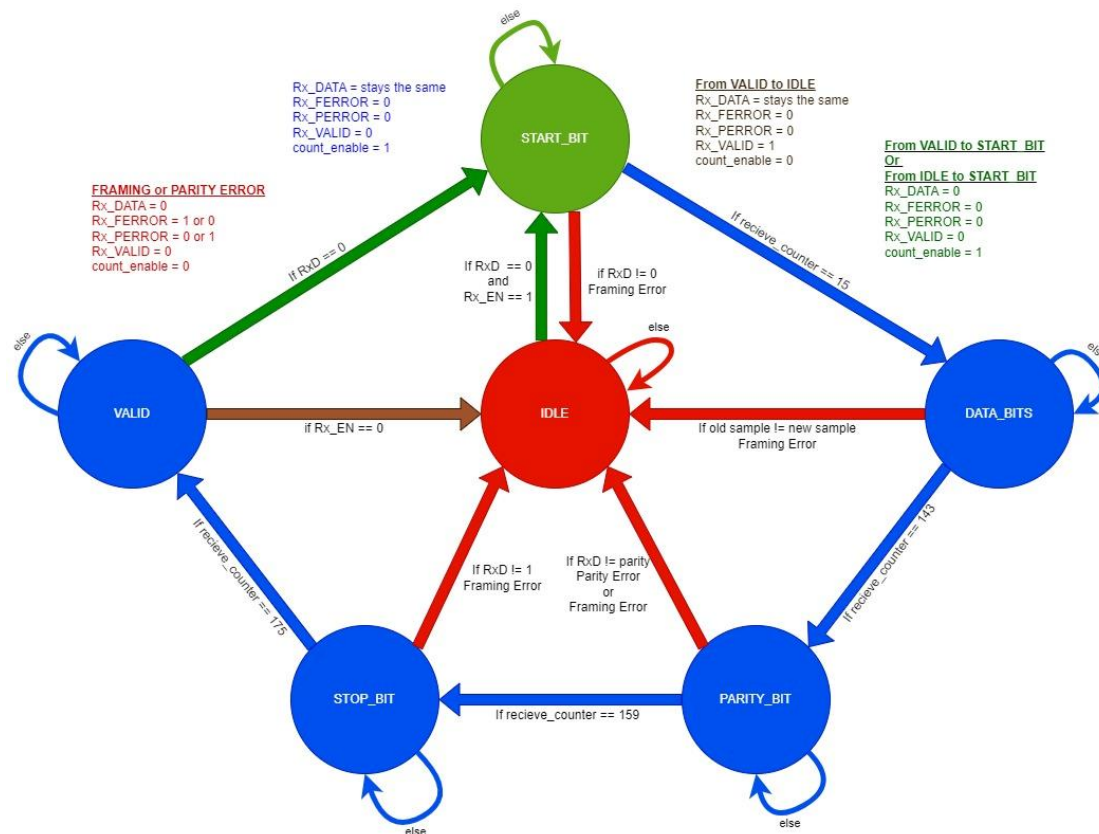 else
Rx_DATA = stays the same
Rx_FERROR = 0
Rx_PERROR = 0
Rx_VALID = 0
count_enable = 1
From VALID to IDLE
Rx_DATA = stays the same
Rx_FERROR = 0
Rx_PERROR = 0
Rx_VALID = 1
count_enable = 0
START_BIT
From VALID to START_BIT
Or
From IDLE to START_BIT
Rx_DATA = 0
Rx_FERROR = 0
Rx_PERROR = 0
Rx_VALID = 0
count_enable = 1
FRAMING or PARITY ERROR
Rx_DATA = 0
Rx_FERROR = 1 or 0
Rx_PERROR = 0 or 1
Rx_VALID = 0
count_enable = 0
If RxD == 0
If RxD == 0
and
Rx_EN == 1
if RxD != 0
Framing Error
If recieve_counter == 15
else
else
else
VALID
IDLE
DATA_BITS
if Rx_EN == 0
If old sample != new sample
Framing Error
If recieve_counter == 175
If RxD != 1
Framing Error
If RxD != parity
Parity Error
or
Framing Error
If recieve_counter == 143
STOP_BIT
PARITY_BIT
If recieve_counter == 159
else
else